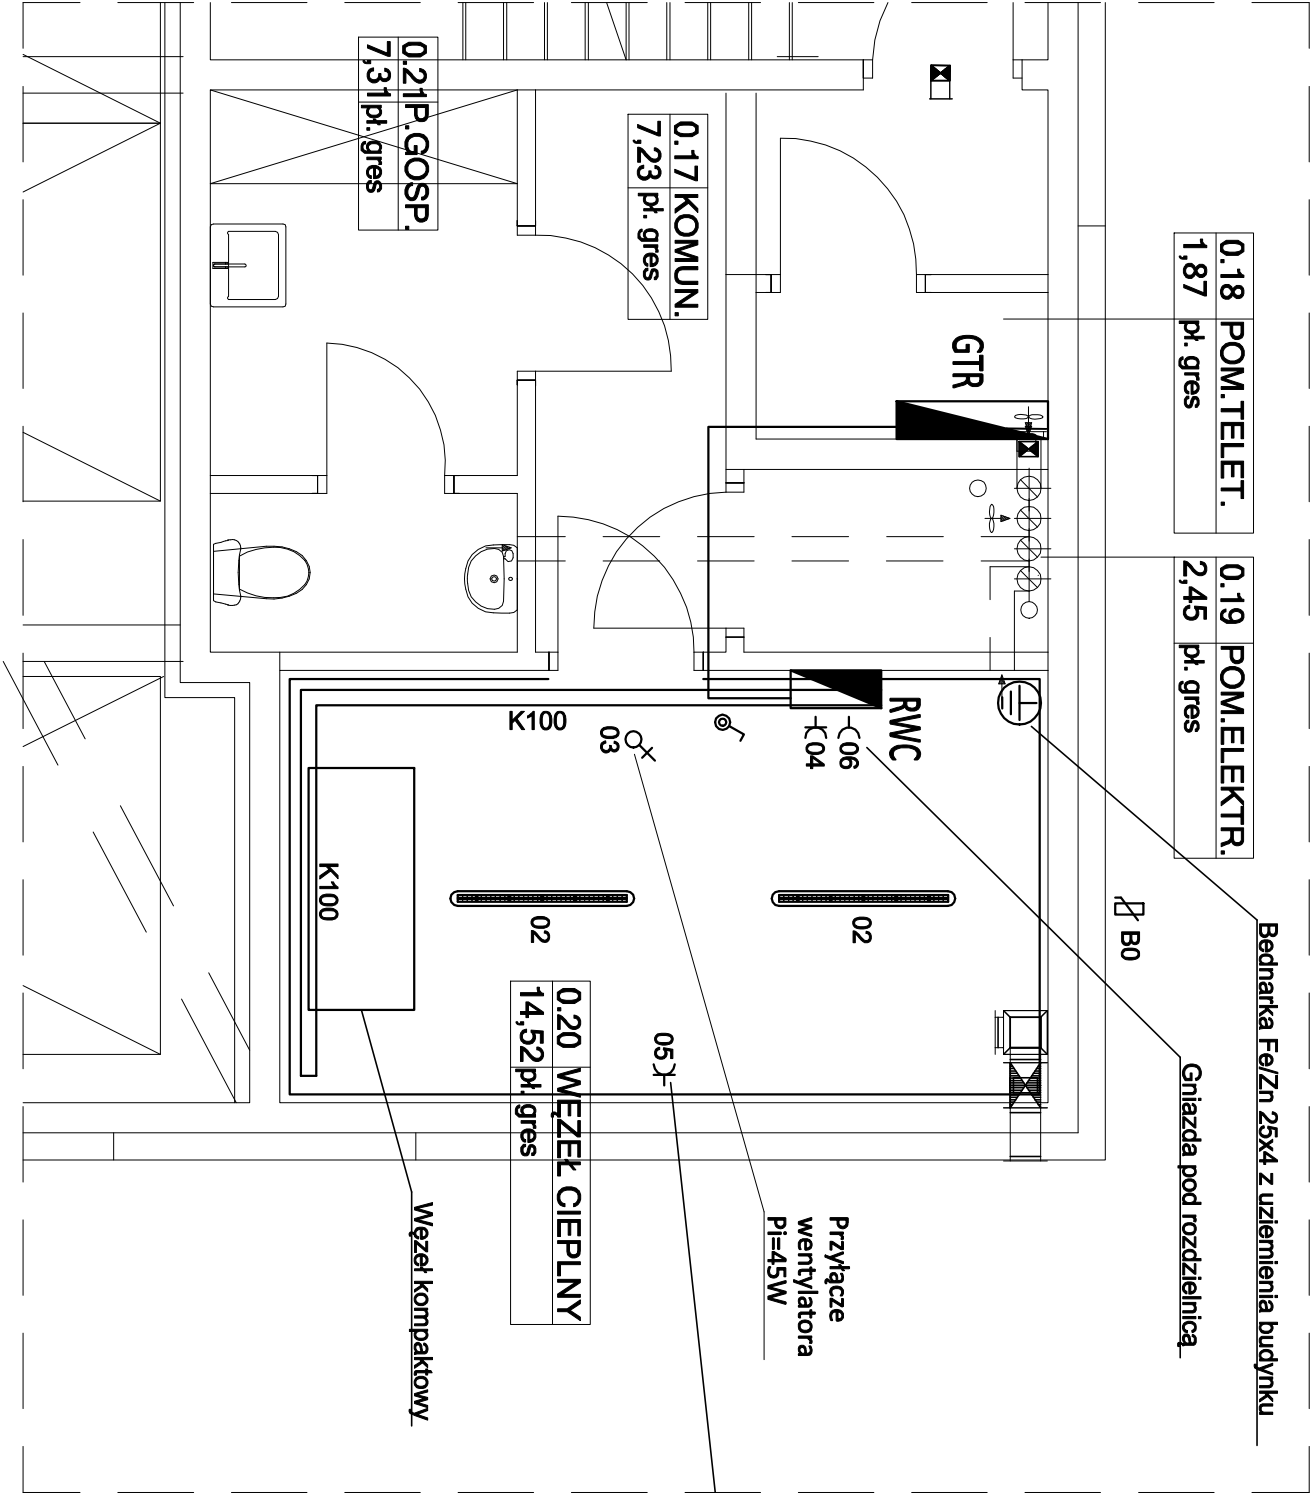 0.18 POM.TELET.
1,87 pł. gres
0.19 POM.ELEKTR.
2,45 pł. gres
Bednarka Fe/Zn 25x4 z uziemienia budynku
Gniazda pod rozdzielnicą
B0
GTR
RWC
06
04
02
02
03
05
K100
K100
0.17 KOMUN.
7,23 pł. gres
0.21 P.GOSP.
7,31 pł. gres
0.20 WĘZEŁ CIEPLNY
14,52 pł. gres
Przyłącze
wentylatora
Pi=45W
Węzeł kompaktowy